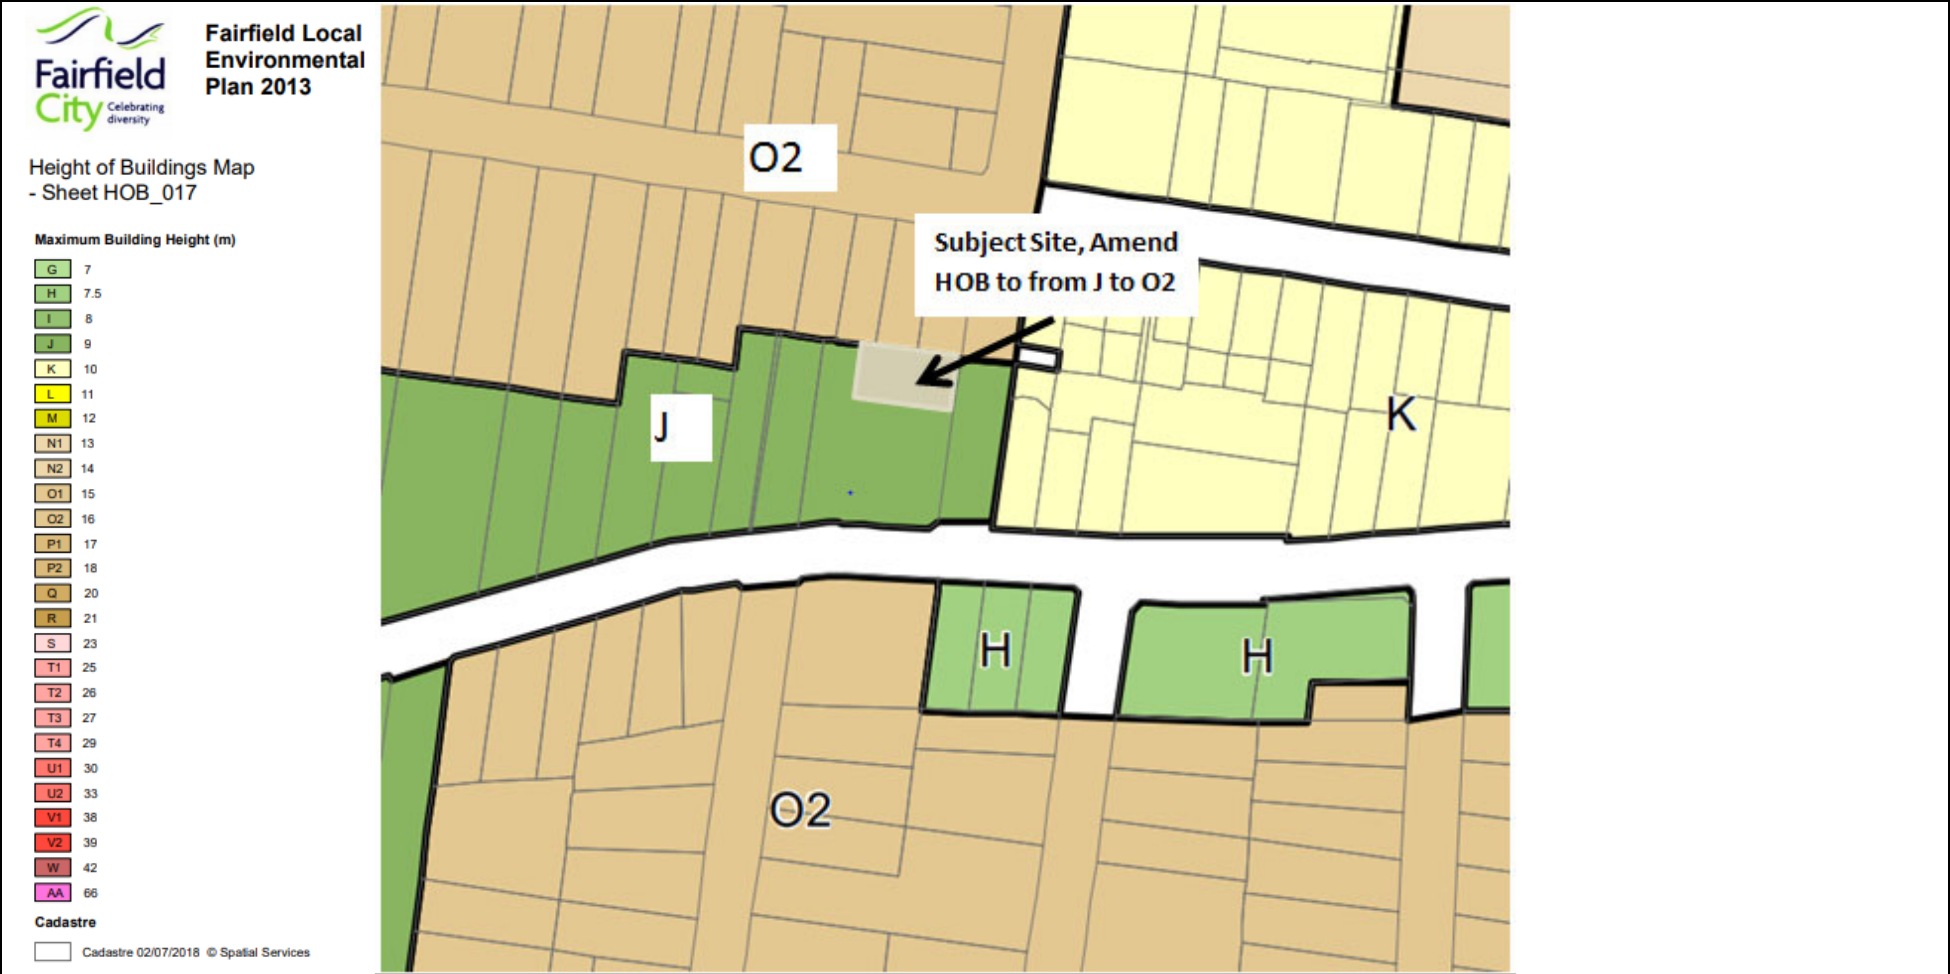 Fairfield
City Celebrating
diversity
Fairfield Local
Environmental
Plan 2013
Height of Buildings Map
- Sheet HOB_017
Maximum Building Height (m)
G 7
H 7.5
I 8
J 9
K 10
L 11
M 12
N1 13
N2 14
O1 15
O2 16
P1 17
P2 18
Q 20
R 21
S 23
T1 25
T2 26
T3 27
T4 29
U1 30
U2 33
V1 38
V2 39
W 42
AA 66
Cadastre
Cadastre 02/07/2018 © Spatial Services
O2
Subject Site, Amend
HOB to from J to O2
J
K
H
H
O2